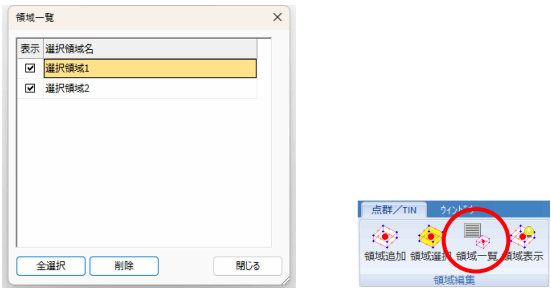 領域一覧
表示 選択領域名
選択領域1
選択領域2
全選択 削除 閉じる
点群／TIN ウィンドウ
領域追加 領域選択 領域一覧 領域表示
領域編集